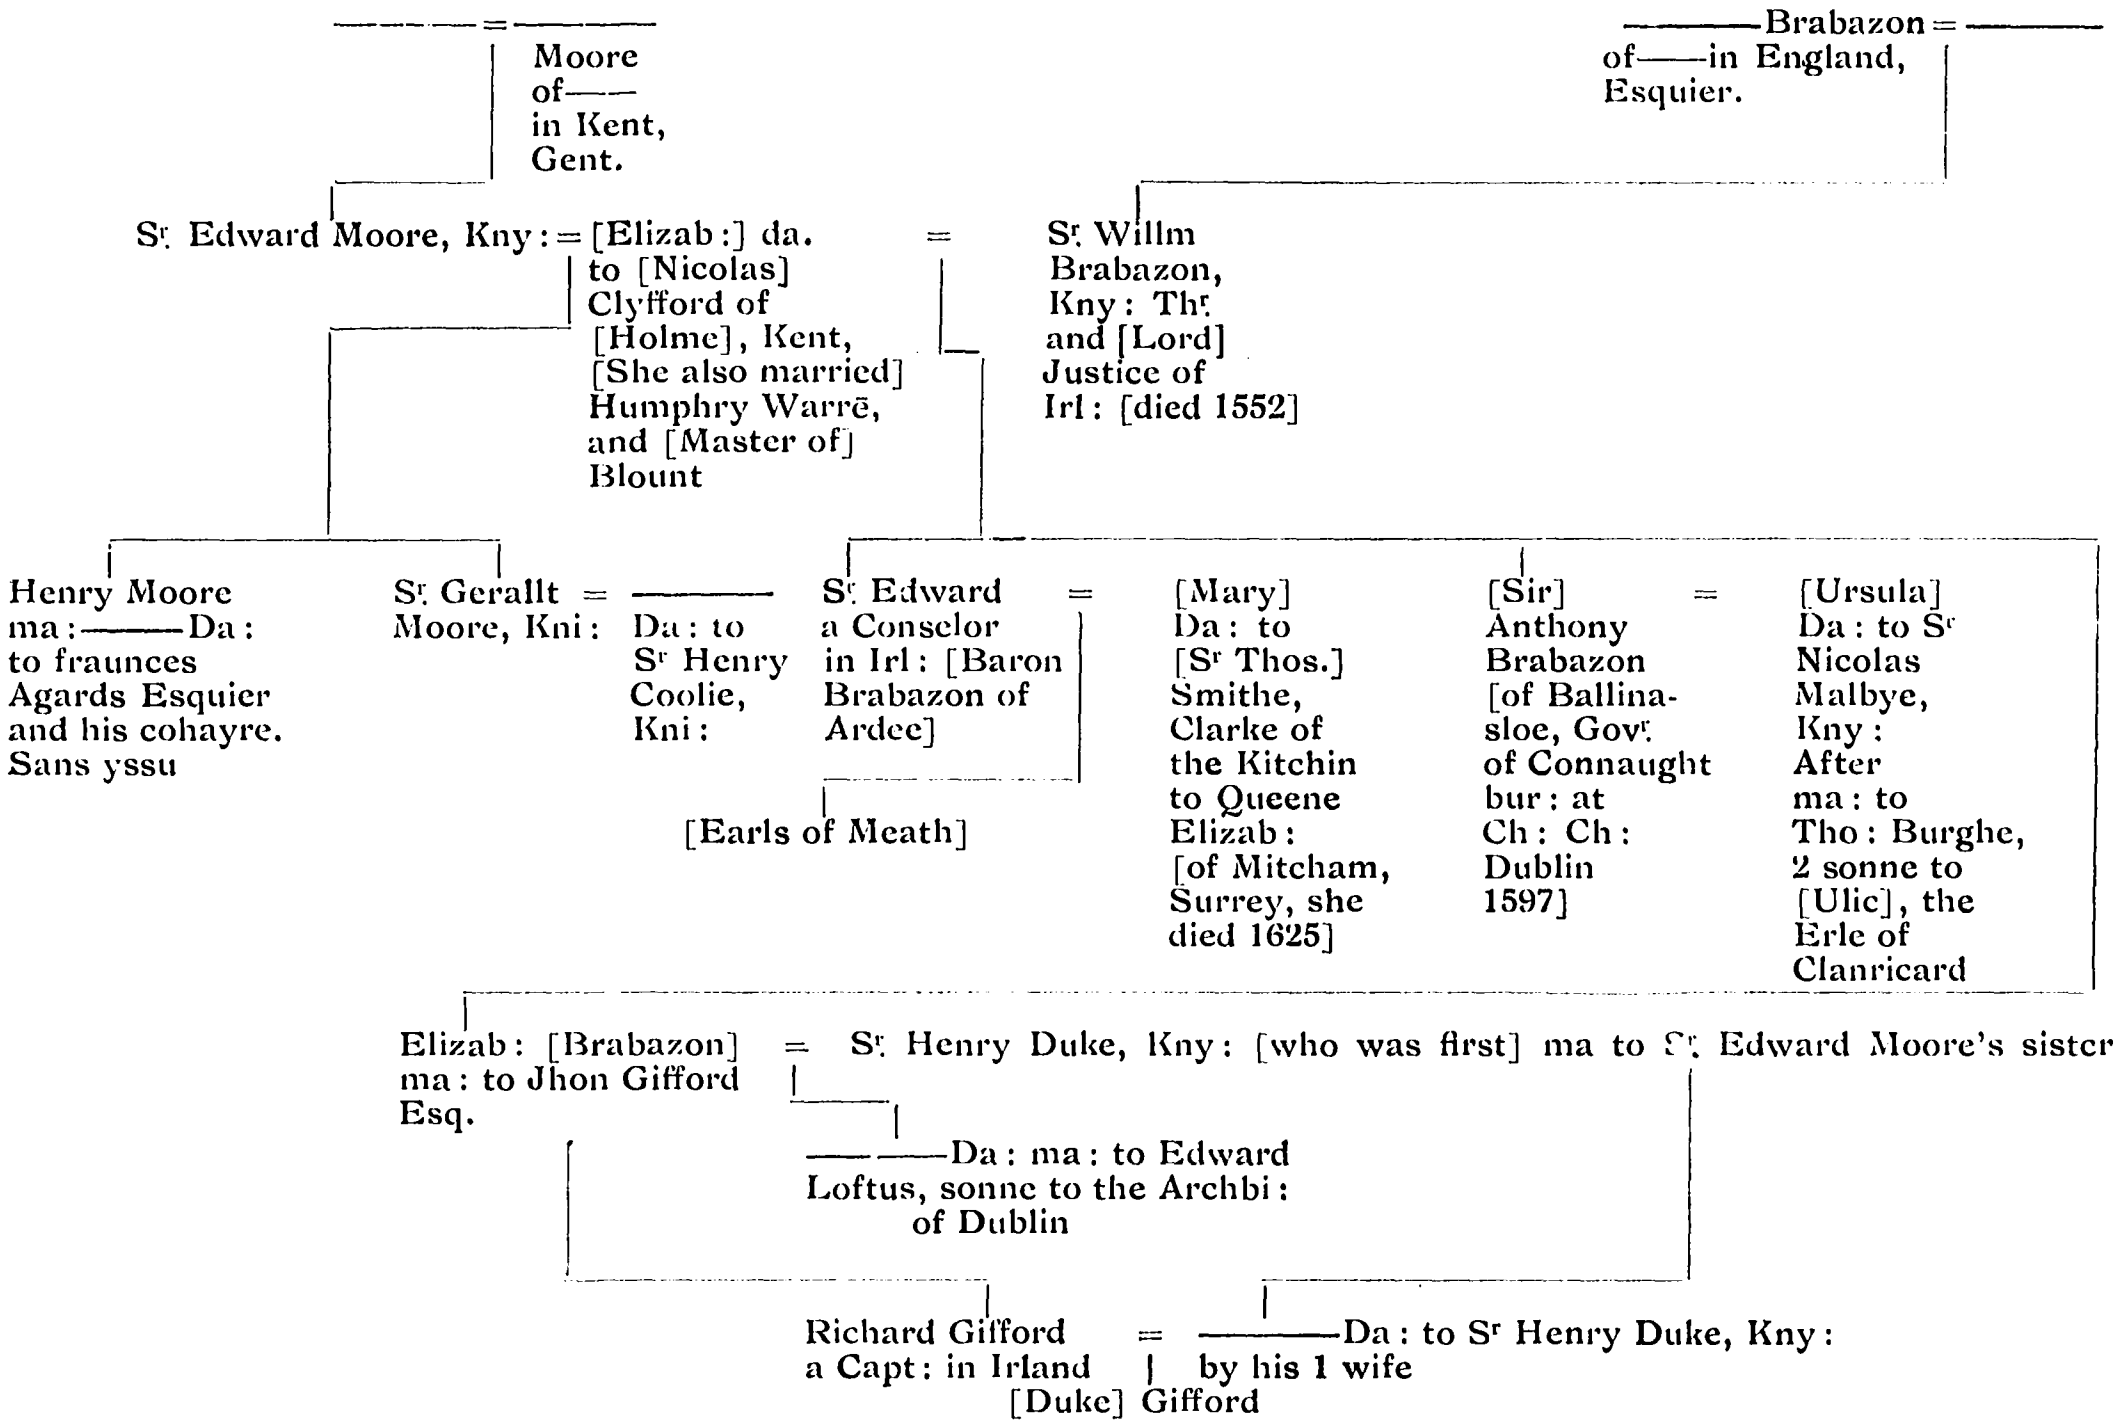 Moore
of
in Kent,
Gent.
Brabazon =
of——in England,
Esquier.
Sr. Edward Moore, Kny: =
[Elizab:] da.
to [Nicolas]
Clyfford of
[Holme], Kent,
[She also married]
Humphry Warrē,
and [Master of]
Blount
=
Sr. Willm
Brabazon,
Kny: Thr.
and [Lord]
Justice of
Irl: [died 1552]
Henry Moore
ma:———Da:
to fraunces
Agards Esquier
and his cohayre.
Sans yssu
Sr. Gerallt =
Moore, Kni:
———
Da: to
Sr Henry
Coolie,
Kni:
Sr. Edward =
a Conselor
in Irl: [Baron
Brabazon of
Ardee]
[Earls of Meath]
[Mary]
Da: to
[Sr Thos.]
Smithe,
Clarke of
the Kitchin
to Queene
Elizab:
[of Mitcham,
Surrey, she
died 1625]
[Sir] =
Anthony
Brabazon
[of Ballina-
sloe, Govr.
of Connaught
bur: at
Ch: Ch:
Dublin
1597]
[Ursula]
Da: to Sr
Nicolas
Malbye,
Kny:
After
ma: to
Tho: Burghe,
2 sonne to
[Ulic], the
Erle of
Clanricard
Elizab: [Brabazon] = Sr. Henry Duke, Kny: [who was first] ma to Sr. Edward Moore's sister
ma: to Jhon Gifford
Esq.
—— ——Da: ma: to Edward
Loftus, sonne to the Archbi:
of Dublin
Richard Gifford = ———Da: to Sr Henry Duke, Kny:
a Capt: in Irland | by his 1 wife
[Duke] Gifford